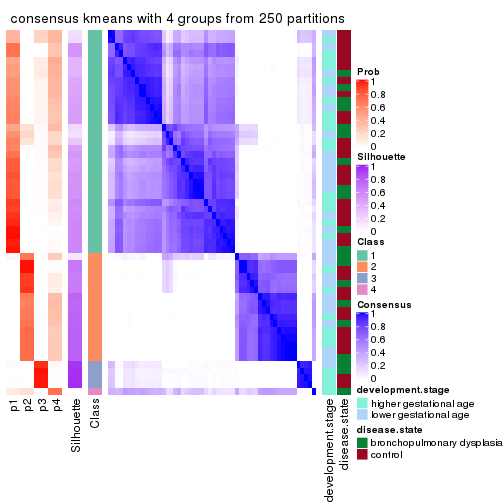 consensus kmeans with 4 groups from 250 partitions
Prob
1
0.8
0.6
0.4
0.2
0
Silhouette
1
0.8
0.6
0.4
0.2
0
Class
1
2
3
4
Consensus
1
0.8
0.6
0.4
0.2
0
development.stage
higher gestational age
lower gestational age
disease.state
bronchopulmonary dysplasia
control
p1
p2
p3
p4
Silhouette
Class
development.stage
disease.state